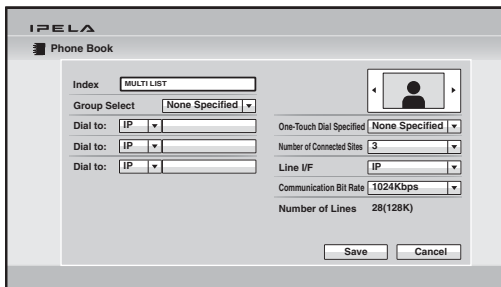 IPELA
Phone Book
Index MULTI LIST
Group Select None Specified
Dial to: IP
Dial to: IP
Dial to: IP
One-Touch Dial Specified None Specified
Number of Connected Sites 3
Line I/F IP
Communication Bit Rate 1024Kbps
Number of Lines 28(128K)
Save Cancel